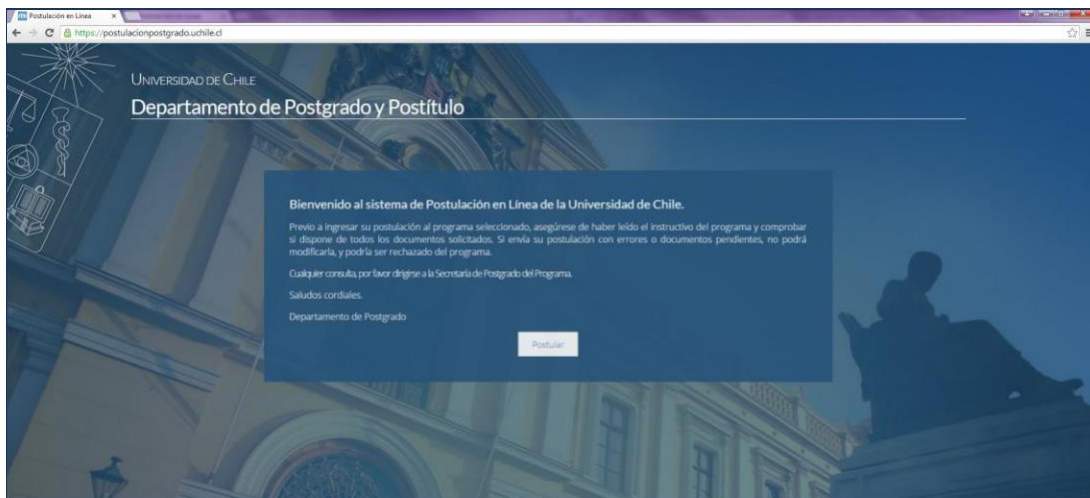 Postulación en Línea
https://postulacionpostgrado.uchile.cl
UNIVERSIDAD DE CHILE
Departamento de Postgrado y Postítulo
Bienvenido al sistema de Postulación en Línea de la Universidad de Chile.
Previo a ingresar su postulación al programa seleccionado, asegúrese de haber leído el instructivo del programa y comprobar
si dispone de todos los documentos solicitados. Si envía su postulación con errores o documentos pendientes, no podrá
modificarla, y podría ser rechazado del programa.
Cualquier consulta, por favor dirigirse a la Secretaría de Postgrado del Programa.
Saludos cordiales.
Departamento de Postgrado
Postular